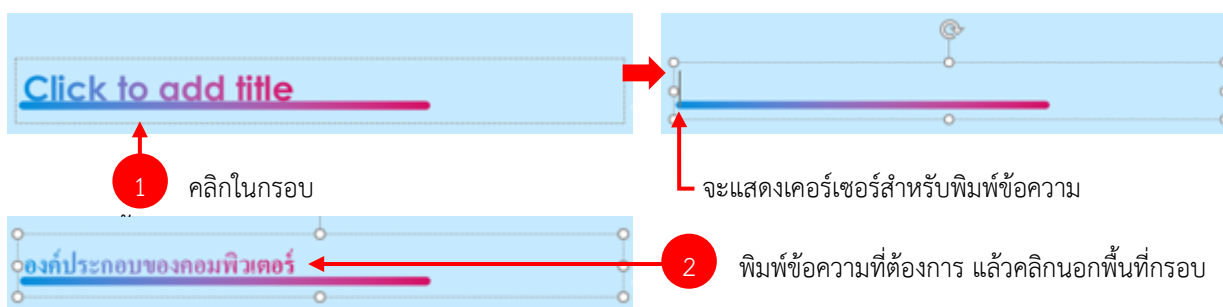 Click to add title
1 คลิกในกรอบ
จะแสดงเคอร์เซอร์สำหรับพิมพ์ข้อความ
องค์ประกอบของคอมพิวเตอร์
2 พิมพ์ข้อความที่ต้องการ แล้วคลิกนอกพื้นที่กรอบ